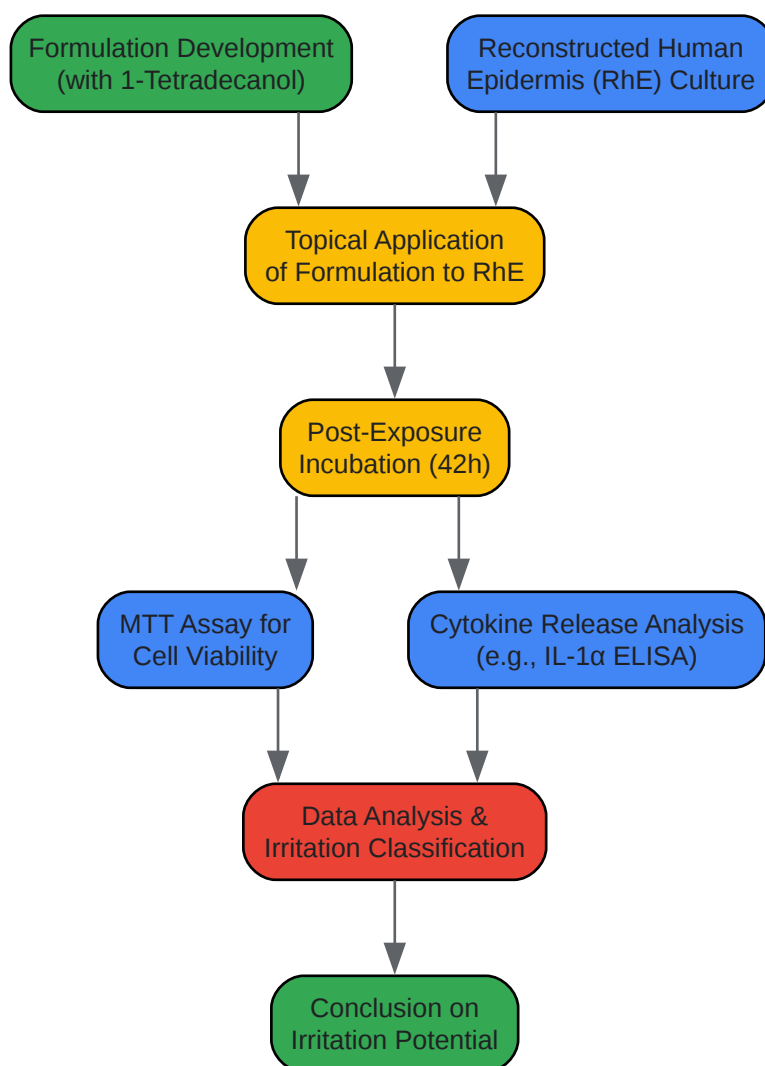 Formulation Development
(with 1-Tetradecanol)
Reconstructed Human
Epidermis (RhE) Culture
Topical Application
of Formulation to RhE
Post-Exposure
Incubation (42h)
MTT Assay for
Cell Viability
Cytokine Release Analysis
(e.g., IL-1α ELISA)
Data Analysis &
Irritation Classification
Conclusion on
Irritation Potential